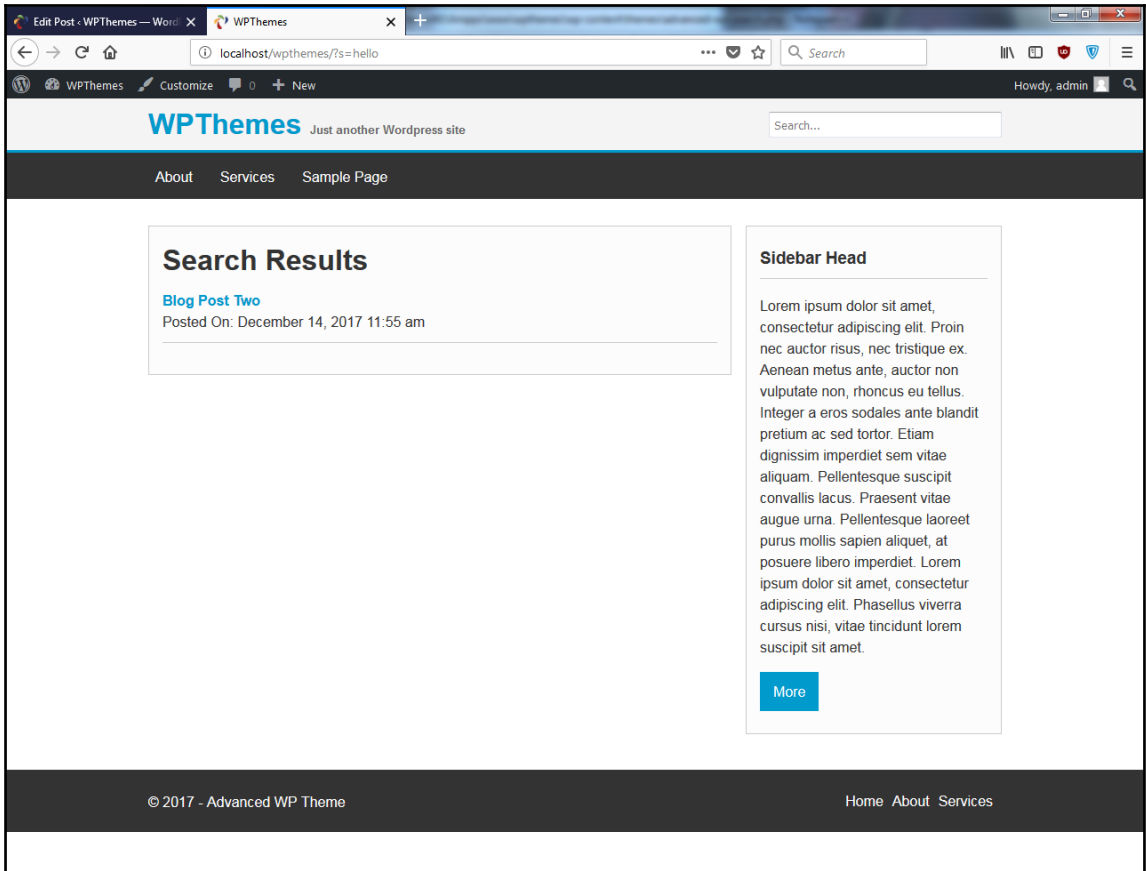 Edit Post ‹ WPThemes — Word
WPThemes
localhost/wpthemes/?s=hello
Search
WPThemes Customize 0 New
Howdy, admin
WPThemes Just another Wordpress site
Search...
About Services Sample Page
Search Results
Blog Post Two
Posted On: December 14, 2017 11:55 am
Sidebar Head
Lorem ipsum dolor sit amet,
consectetur adipiscing elit. Proin
nec auctor risus, nec tristique ex.
Aenean metus ante, auctor non
vulputate non, rhoncus eu tellus.
Integer a eros sodales ante blandit
pretium ac sed tortor. Etiam
dignissim imperdiet sem vitae
aliquam. Pellentesque suscipit
convallis lacus. Praesent vitae
augue urna. Pellentesque laoreet
purus mollis sapien aliquet, at
posuere libero imperdiet. Lorem
ipsum dolor sit amet, consectetur
adipiscing elit. Phasellus viverra
cursus nisi, vitae tincidunt lorem
suscipit sit amet.
More
© 2017 - Advanced WP Theme
Home About Services